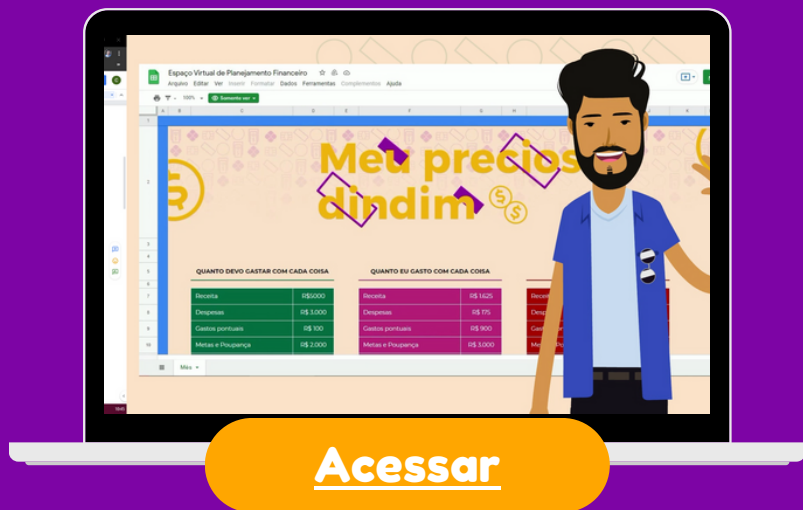 Espaço Virtual de Planejamento Financeiro
Arquivo Editar Ver Inserir Formatar Dados Ferramentas Complementos Ajuda
100% Somente ver
Meu precios
dindim
QUANTO DEVO GASTAR COM CADA COISA
Receita R$5000
Despesas R$ 3.000
Gastos pontuais R$ 100
Metas e Poupança R$ 2.000
QUANTO EU GASTO COM CADA COISA
Receita R$ 1.625
Despesas R$ 175
Gastos pontuais R$ 900
Metas e Poupança R$ 3.000
Mês
Acessar